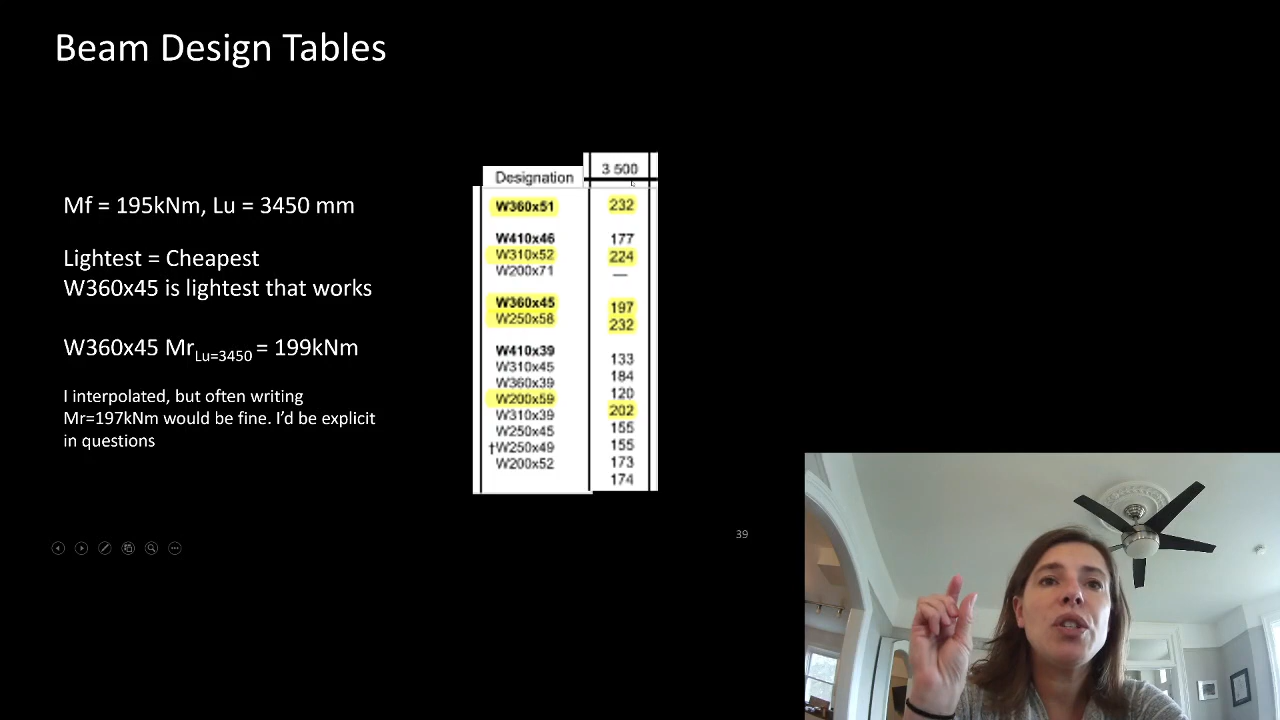 Beam Design Tables
Mf = 195kNm, Lu = 3450 mm
Lightest = Cheapest
W360x45 is lightest that works
W360x45 MrLu=3450 = 199kNm
I interpolated, but often writing
Mr=197kNm would be fine. I'd be explicit
in questions
Designation 3 500
W360x51 232
W410x46 177
W310x52 224
W200x71 —
W360x45 197
W250x58 232
W410x39 133
W310x45 184
W360x39 120
W200x59 202
W310x39 155
W250x45 155
†W250x49 173
W200x52 174
39